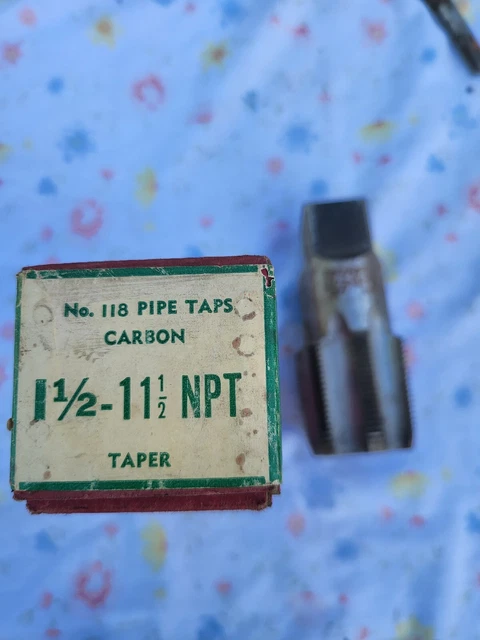 No. 118 PIPE TAPS
CARBON
1½-11½ NPT
TAPER